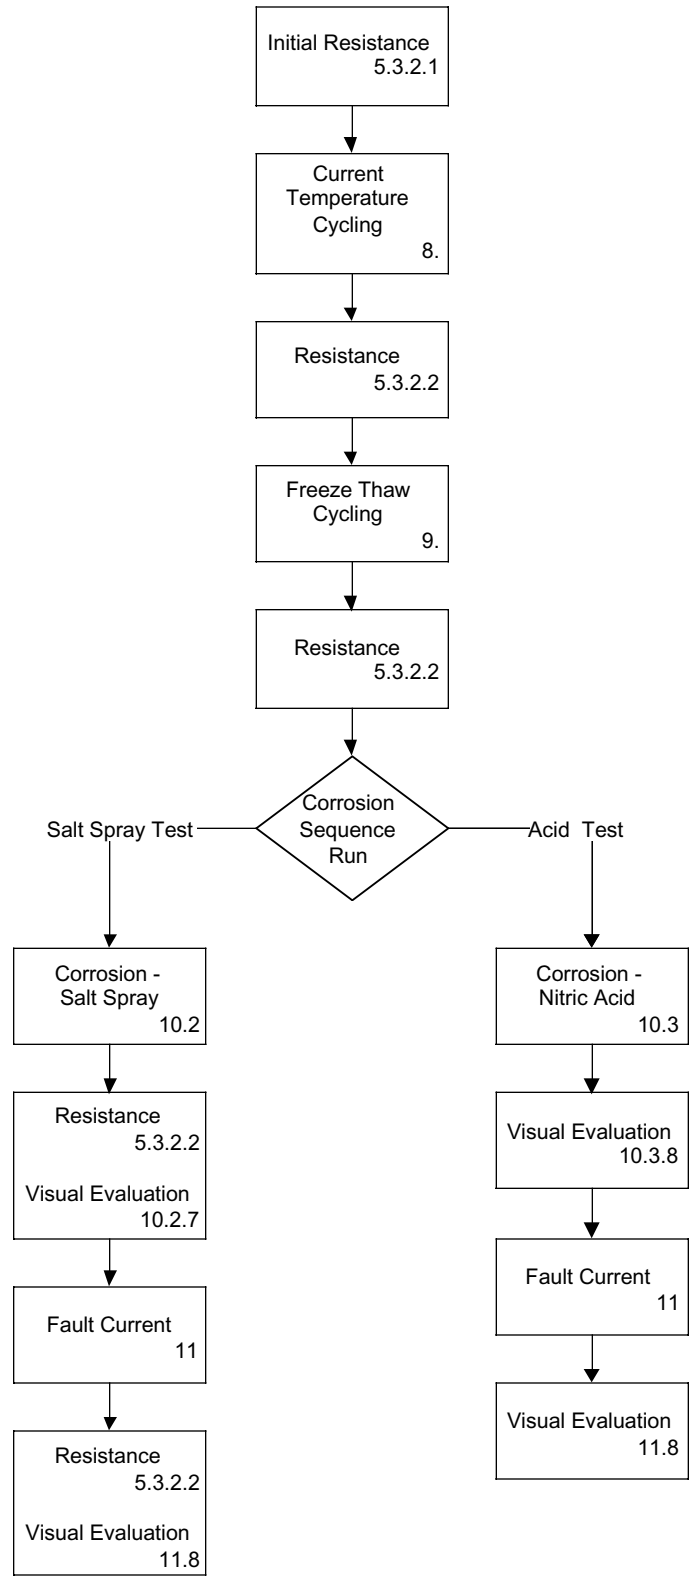 Initial Resistance
5.3.2.1
Current
Temperature
Cycling
8.
Resistance
5.3.2.2
Freeze Thaw
Cycling
9.
Resistance
5.3.2.2
Corrosion
Sequence
Run
Salt Spray Test
Acid Test
Corrosion -
Salt Spray
10.2
Resistance
5.3.2.2
Visual Evaluation
10.2.7
Fault Current
11
Resistance
5.3.2.2
Visual Evaluation
11.8
Corrosion -
Nitric Acid
10.3
Visual Evaluation
10.3.8
Fault Current
11
Visual Evaluation
11.8